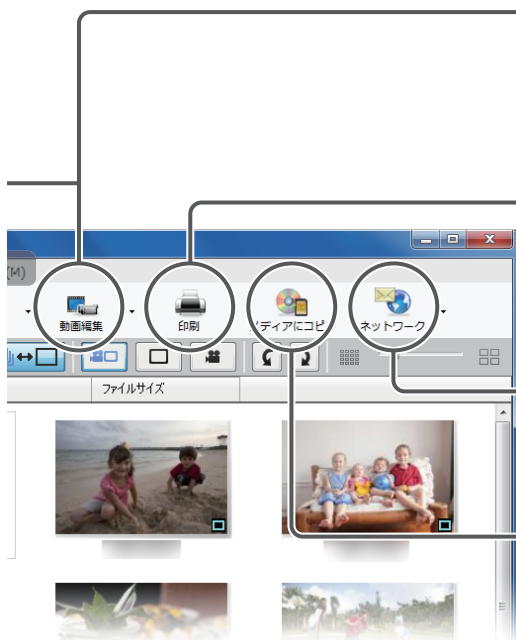 (M)
動画編集
印刷
メディアにコピ
ネットワーク
ファイルサイズ